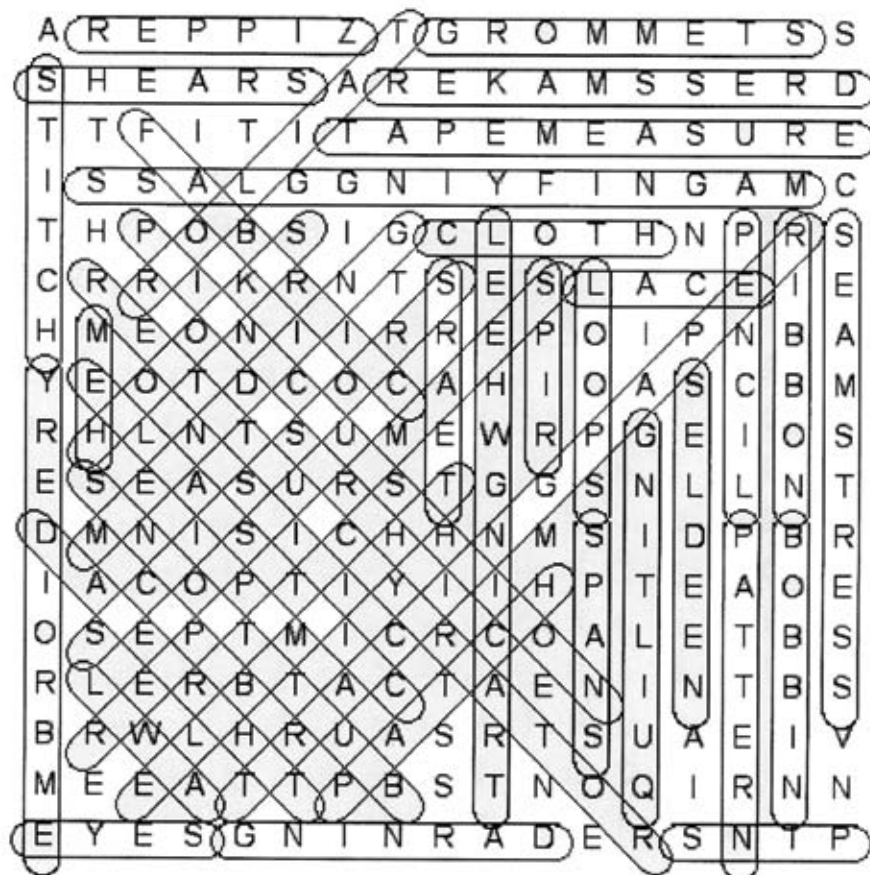 A R E P P I Z T G R O M M E T S S
S H E A R S A R E K A M S S E R D
T T F I T I T A P E M E A S U R E
I S S A L G G N I Y F I N G A M C
T H P O B S I G C L O T H N P R S
C R R I K R N T S E S L A C E I E
H M E O N I I R R E P O I P N B A
Y E O T D C O C A H I O A S C B M
R H L N T S U M E W R P G E I O S
E S E A S U R S T G G S N L L N T
D M N I S I C H H N M S I D P B R
I A C O P T I Y I I H P T E A O E
O S E P T M I C R C O A L E T B S
R L E R B T A C T A E N I N T B S
B R W L H R U A S R T S U A E I V
M E E A T T P B S T N O Q I R N N
E Y E S G N I N R A D E R S N T P